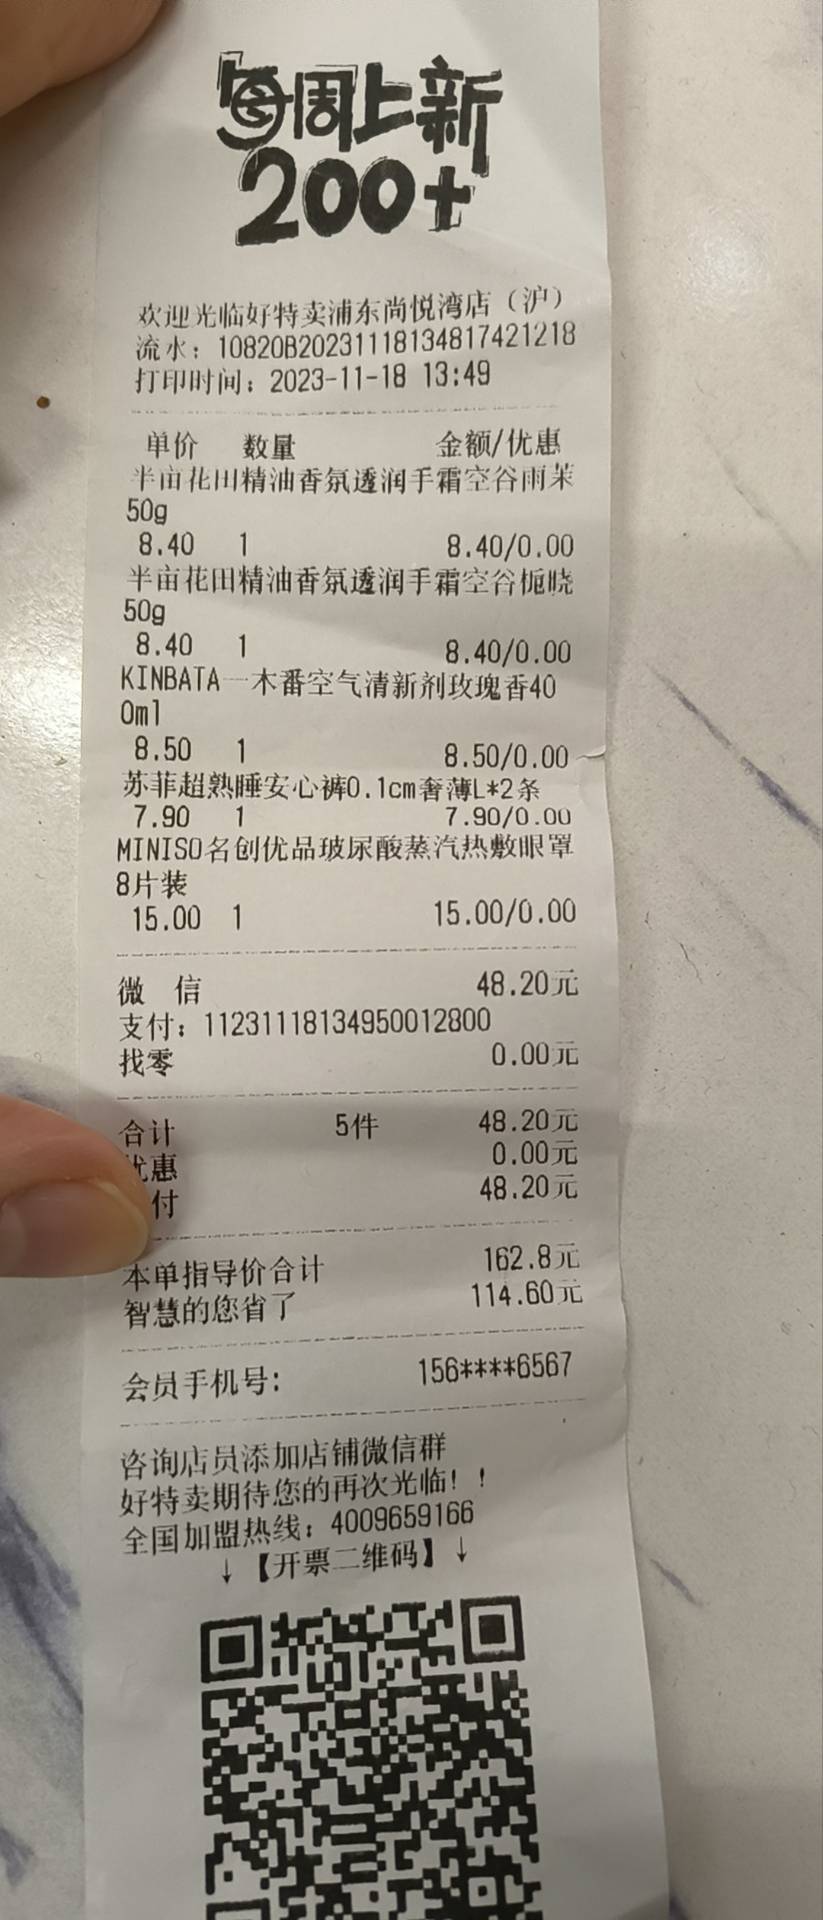 每周上新
200+
欢迎光临好特卖浦东尚悦湾店（沪）
流水：10820B20231118134817421218
打印时间：2023-11-18 13:49
单价 数量 金额/优惠
半亩花田精油香氛透润手霜空谷雨茉
50g
8.40 1 8.40/0.00
半亩花田精油香氛透润手霜空谷栀晓
50g
8.40 1 8.40/0.00
KINBATA一木番空气清新剂玫瑰香40
0ml
8.50 1 8.50/0.00
苏菲超熟睡安心裤0.1cm奢薄L*2条
7.90 1 7.90/0.00
MINISO名创优品玻尿酸蒸汽热敷眼罩
8片装
15.00 1 15.00/0.00
微 信 48.20元
支付：11231118134950012800
找零 0.00元
合计 5件 48.20元
优惠 0.00元
付 48.20元
本单指导价合计 162.8元
智慧的您省了 114.60元
会员手机号: 156****6567
咨询店员添加店铺微信群
好特卖期待您的再次光临！！
全国加盟热线：4009659166
↓【开票二维码】↓